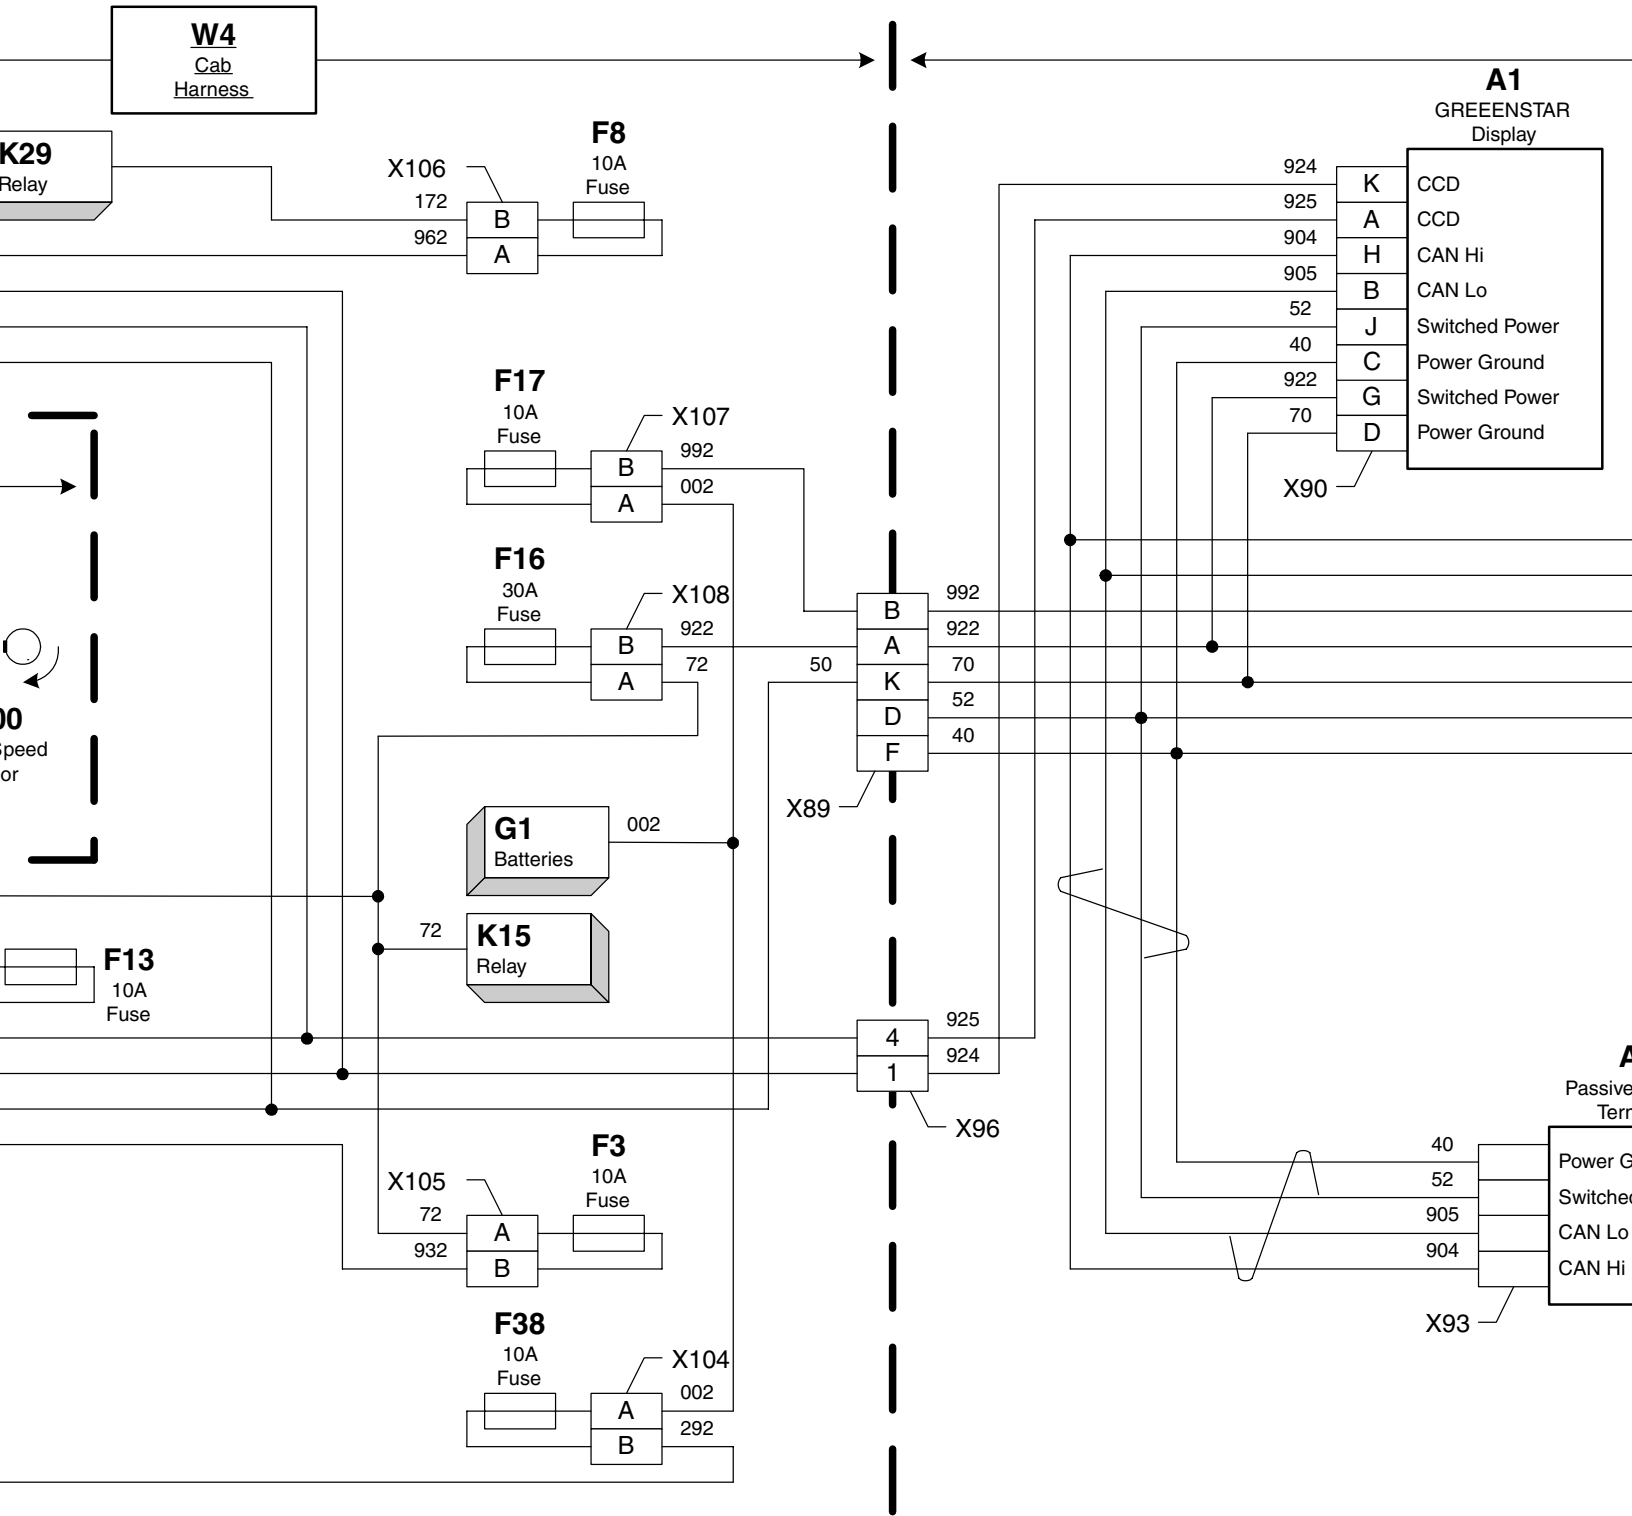 W4
Cab
Harness
K29
Relay
X106
172
962
B
A
F8
10A
Fuse
A1
GREEENSTAR
Display
924
K
CCD
925
A
CCD
904
H
CAN Hi
905
B
CAN Lo
52
J
Switched Power
40
C
Power Ground
922
G
Switched Power
70
D
Power Ground
X90
F17
10A
Fuse
X107
B
992
A
002
F16
30A
Fuse
X108
B
922
A
72
50
B
992
A
922
K
70
D
52
F
40
X89
00
Speed
or
G1
Batteries
002
72
K15
Relay
F13
10A
Fuse
4
925
1
924
X96
X105
72
932
A
B
F3
10A
Fuse
F38
10A
Fuse
X104
A
002
B
292
A
Passive
Term
40
Power G
52
Switched
905
CAN Lo
904
CAN Hi
X93